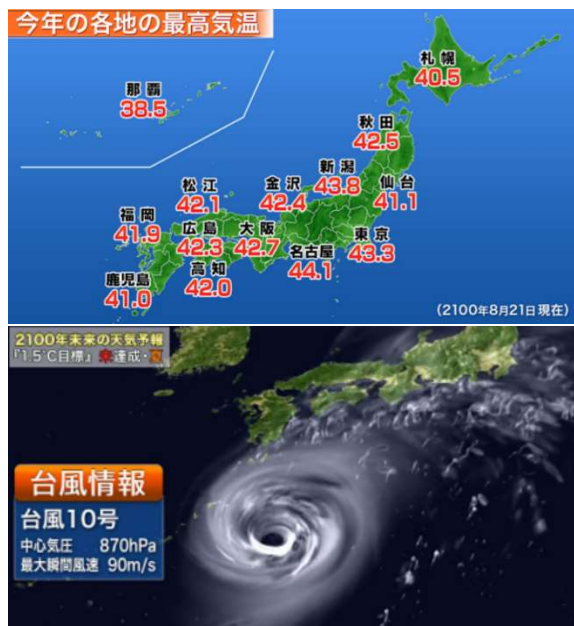 今年の各地の最高気温
札幌
40.5
那覇
38.5
秋田
42.5
新潟
43.8
仙台
41.1
金沢
42.4
松江
42.1
福岡
41.9
広島
42.3
大阪
42.7
名古屋
44.1
東京
43.3
高知
42.0
鹿児島
41.0
(2100年8月21日現在)
2100年未来の天気予報
『1.5℃目標』 未達成・夏
台風情報
台風10号
中心気圧 870hPa
最大瞬間風速 90m/s